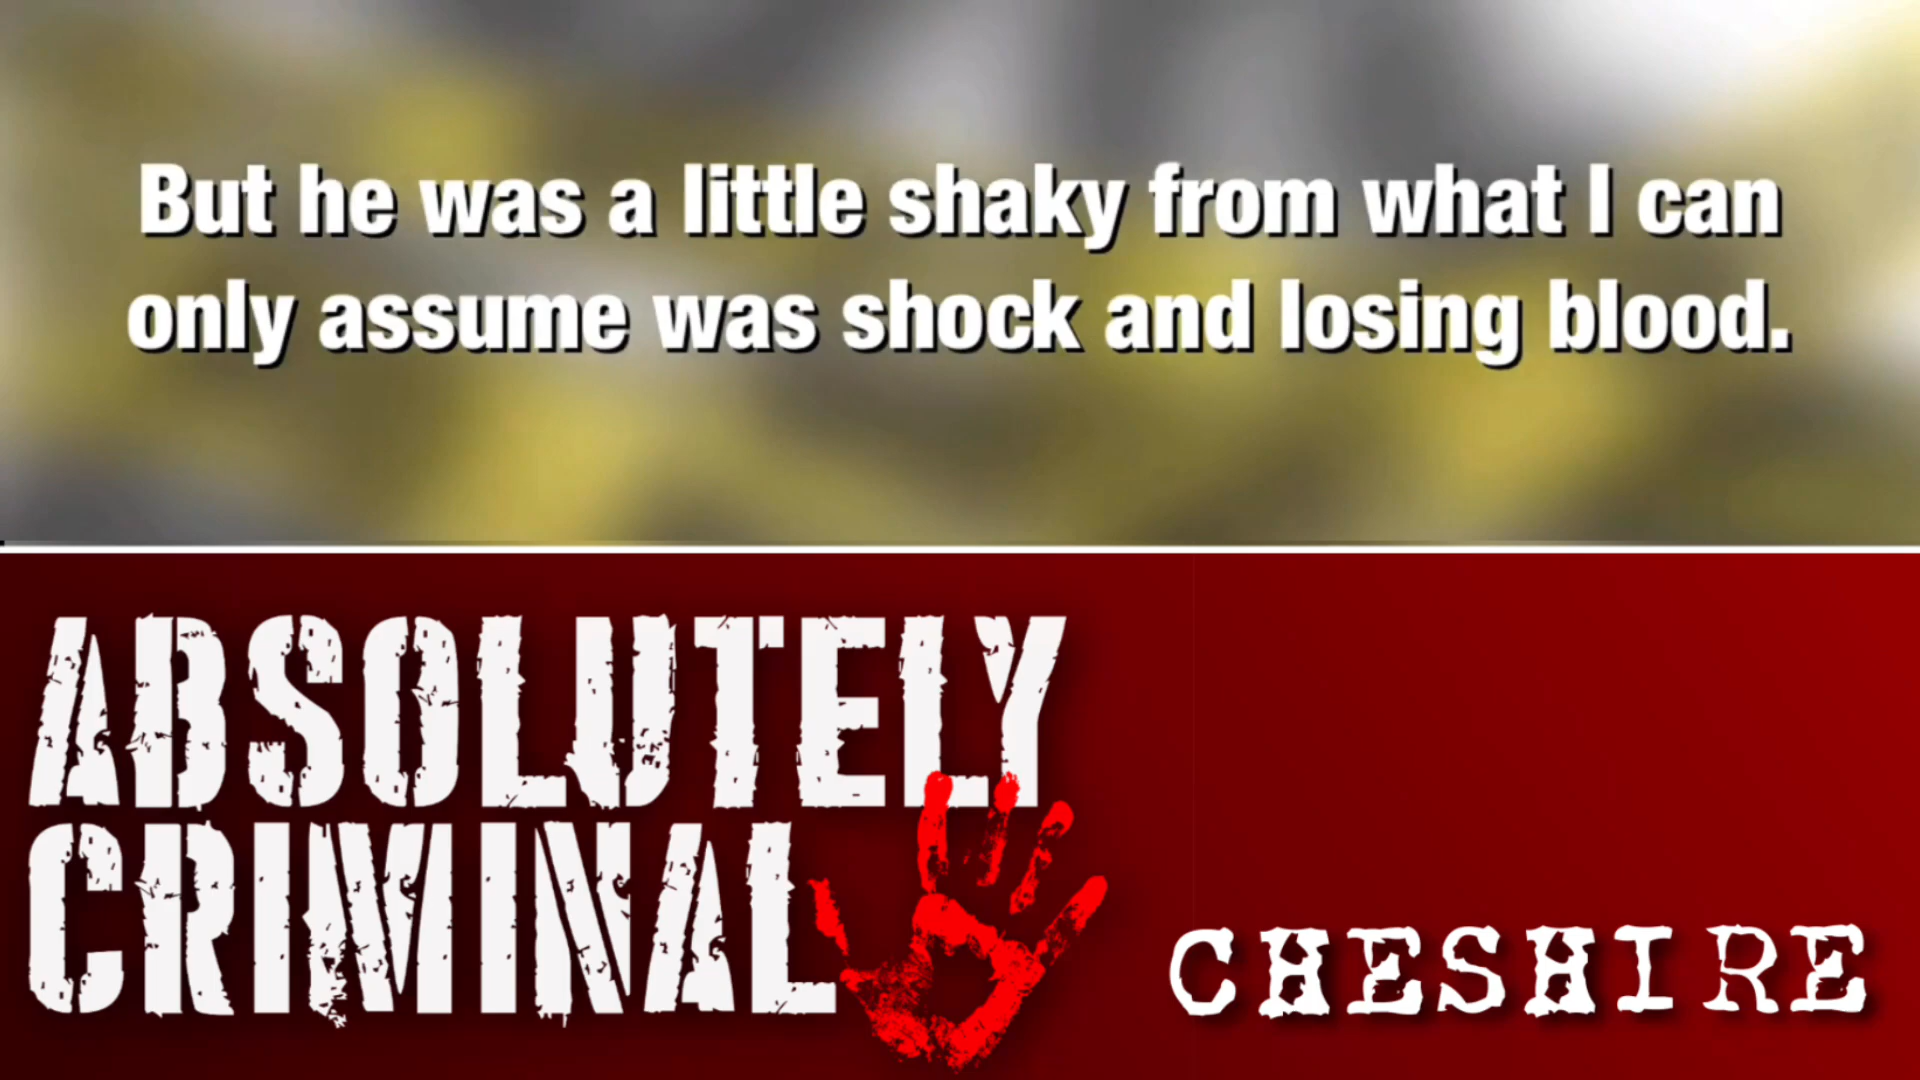 But he was a little shaky from what I can
only assume was shock and losing blood.
ABSOLUTELY
CRIMINAL
CHESHIRE